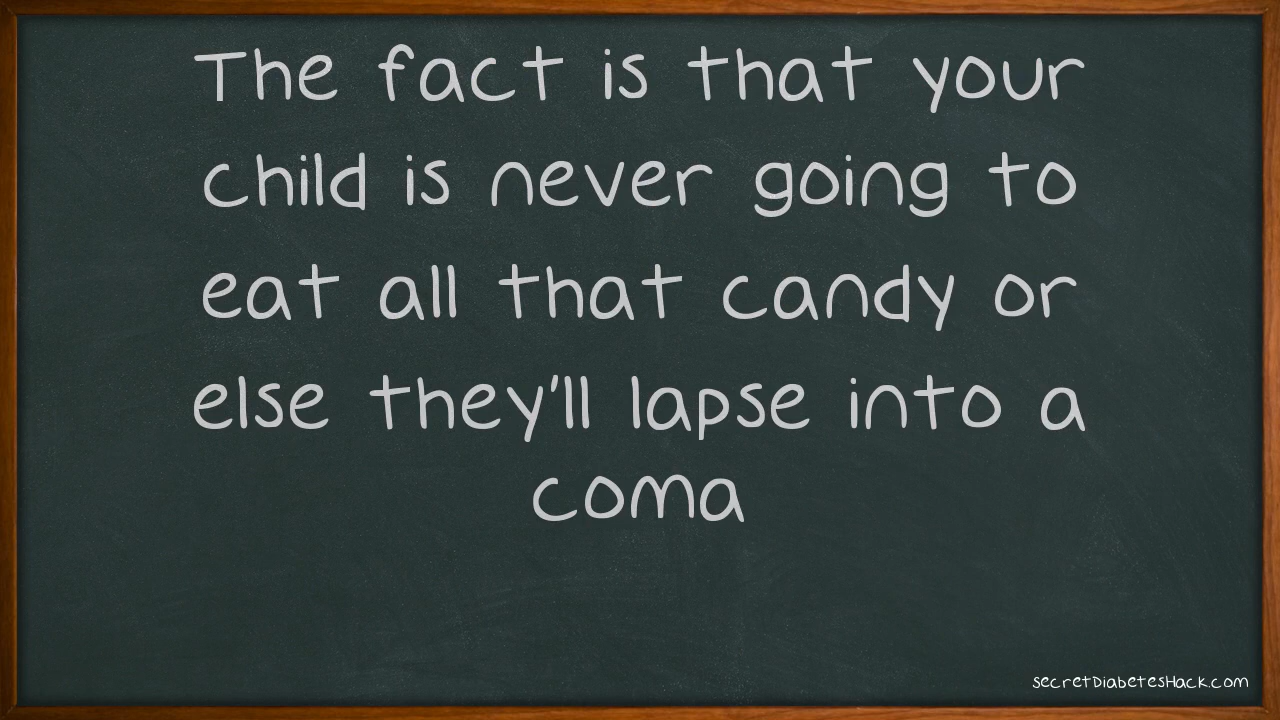 The fact is that your
child is never going to
eat all that candy or
else they'll lapse into a
coma
secretDiabetesHack.com